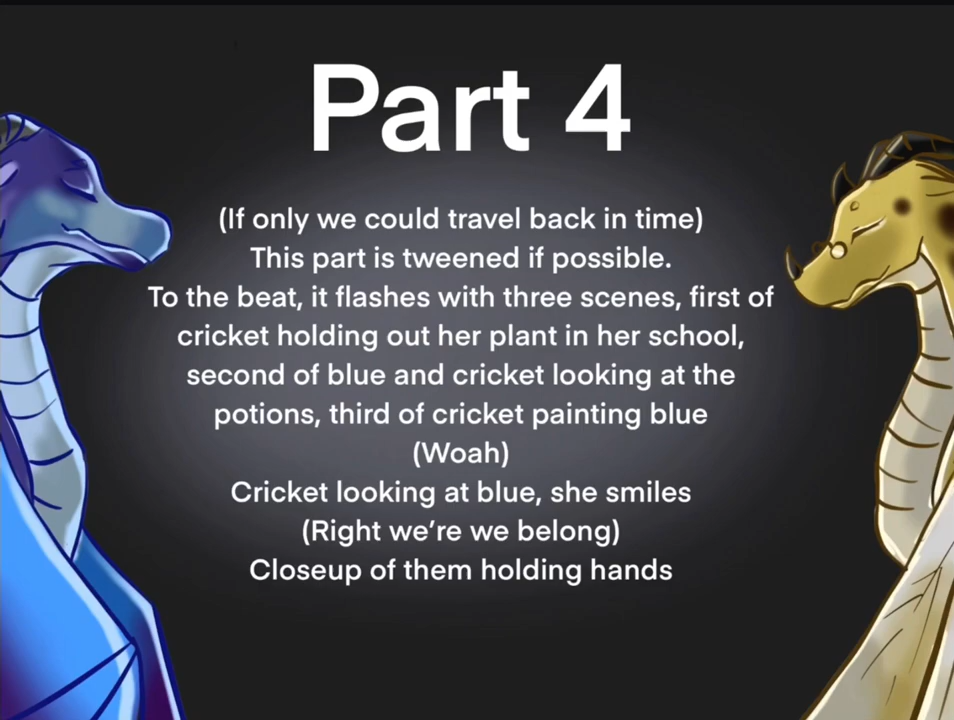 Part 4
(If only we could travel back in time)
This part is tweened if possible.
To the beat, it flashes with three scenes, first of
cricket holding out her plant in her school,
second of blue and cricket looking at the
potions, third of cricket painting blue
(Woah)
Cricket looking at blue, she smiles
(Right we’re we belong)
Closeup of them holding hands